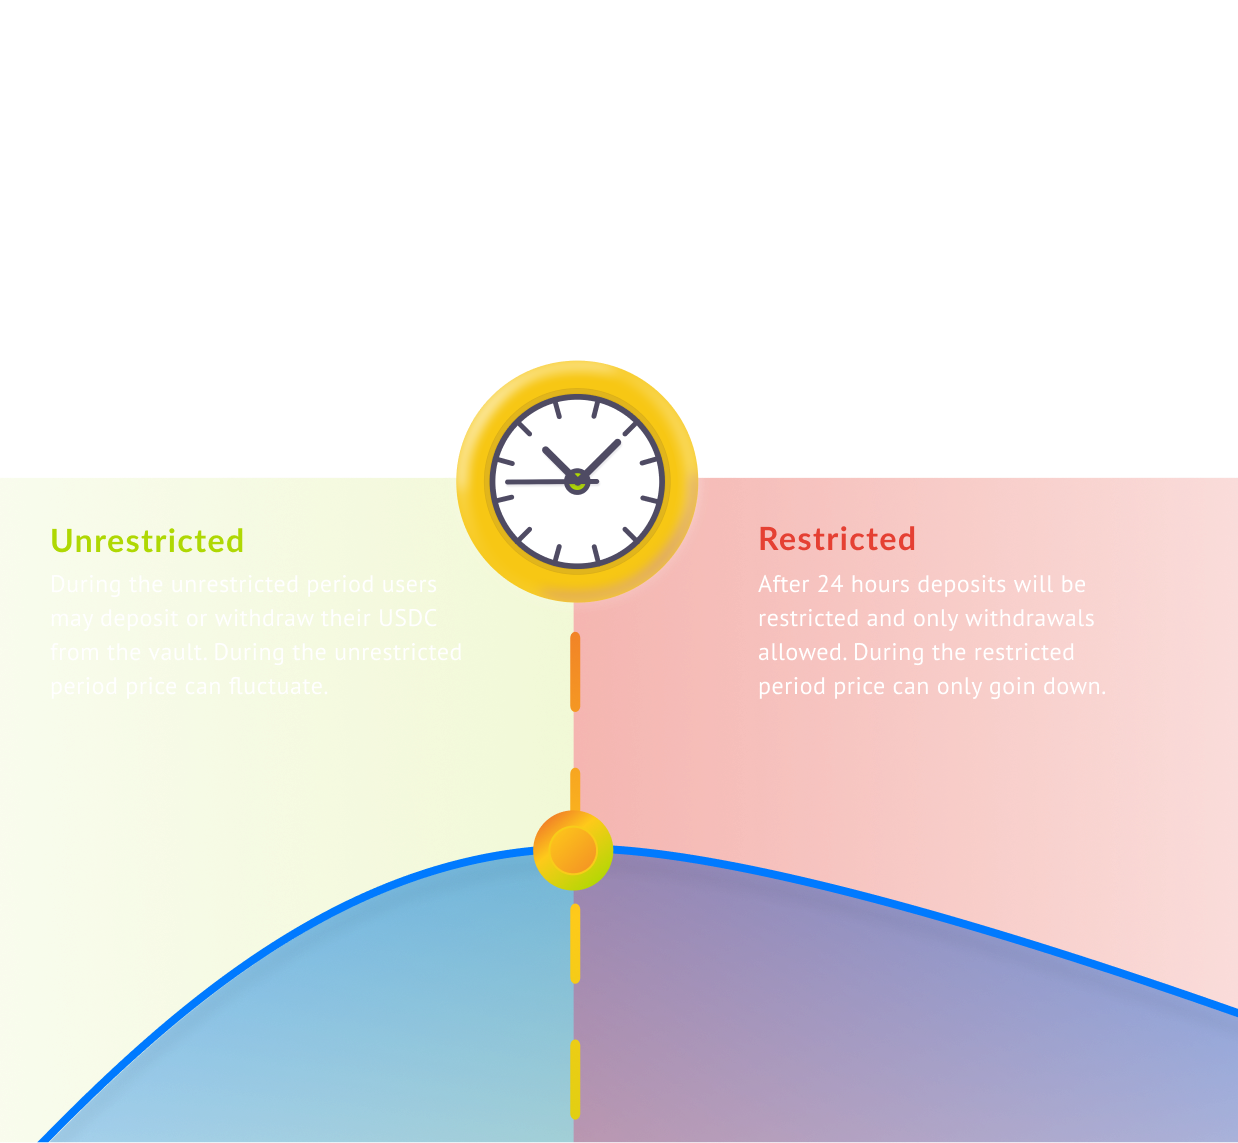 Unrestricted
During the unrestricted period users
may deposit or withdraw their USDC
from the vault. During the unrestricted
period price can fluctuate.
Restricted
After 24 hours deposits will be
restricted and only withdrawals
allowed. During the restricted
period price can only goin down.